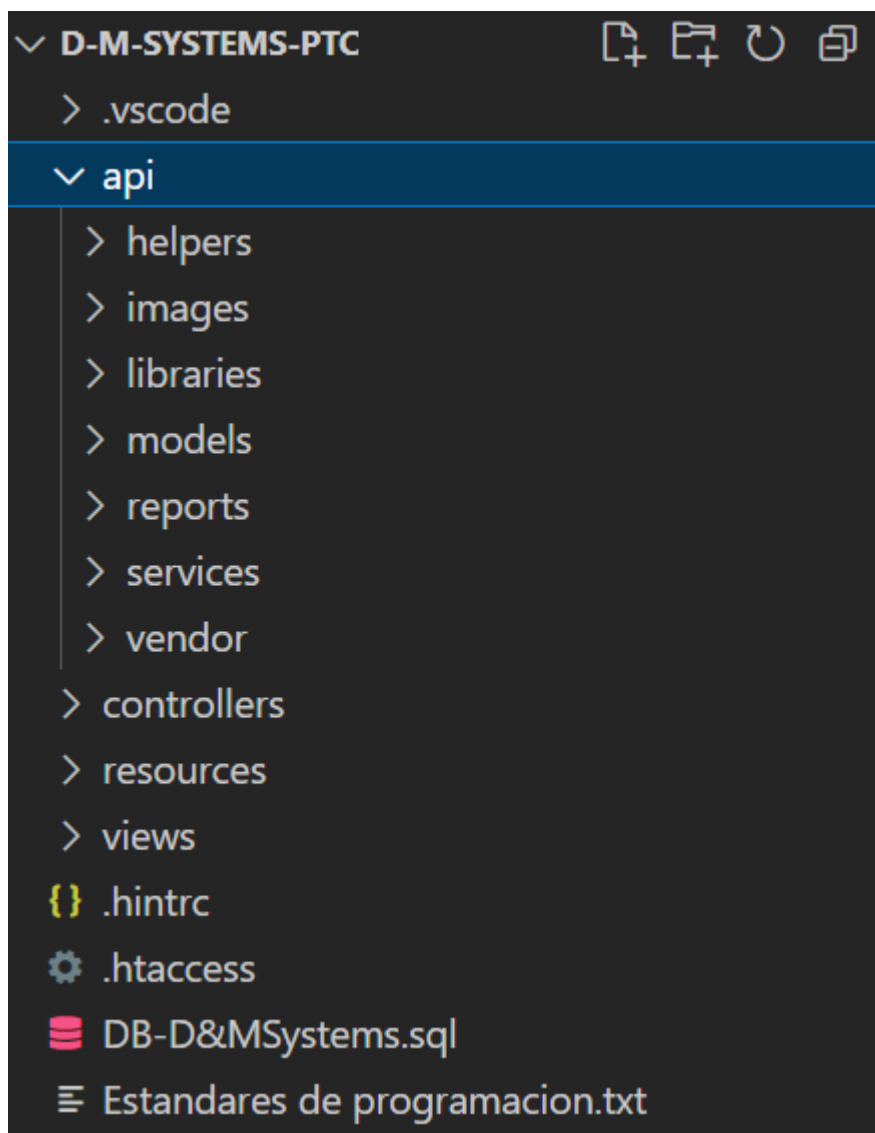 D-M-SYSTEMS-PTC
.vscode
api
helpers
images
libraries
models
reports
services
vendor
controllers
resources
views
.hintrc
.htaccess
DB-D&MSystems.sql
Estandares de programacion.txt